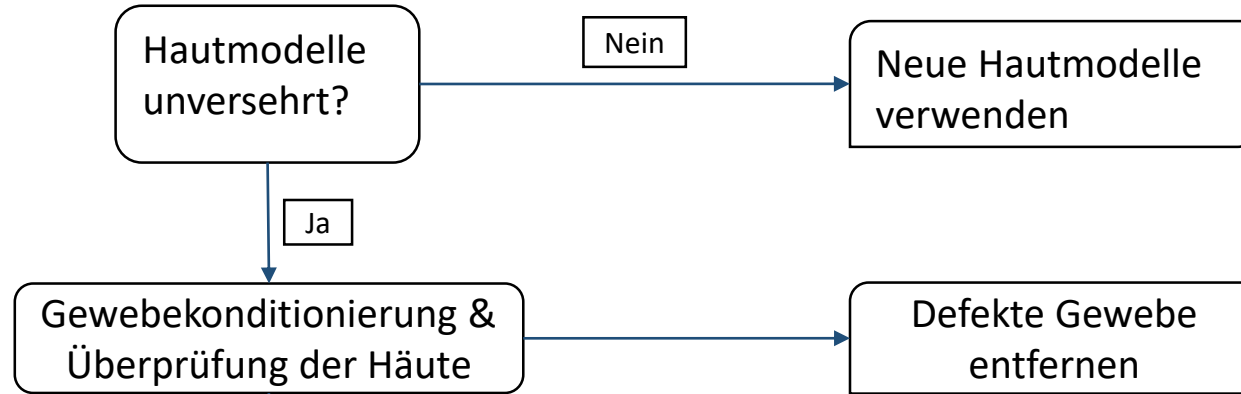 Hautmodelle
unversehrt?
Nein
Neue Hautmodelle
verwenden
Ja
Gewebekonditionierung &
Überprüfung der Häute
Defekte Gewebe
entfernen